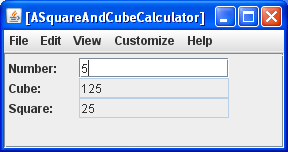 [ASquareAndCubeCalculator]
File Edit View Customize Help
Number: 5
Cube: 125
Square: 25